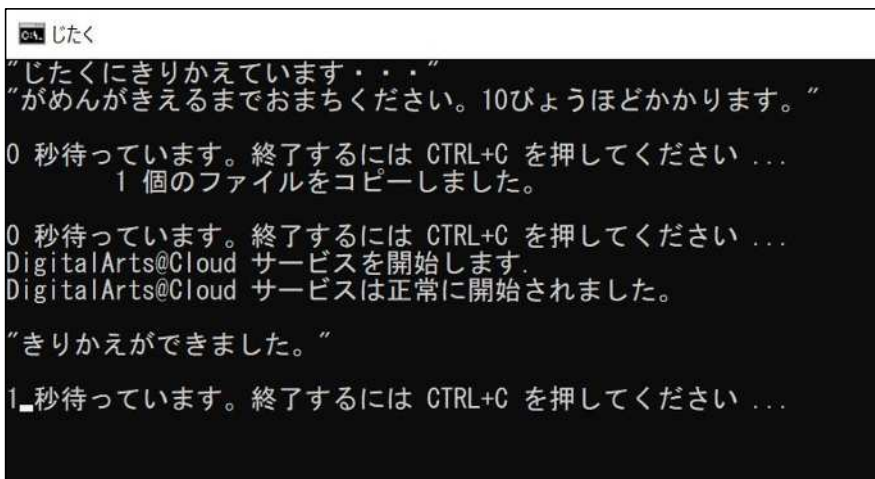 じたく
"じたくにきりかえています・・・"
"がめんがきえるまでおまちください。10びょうほどかかります。"
0 秒待っています。終了するには CTRL+C を押してください ...
1 個のファイルをコピーしました。
0 秒待っています。終了するには CTRL+C を押してください ...
DigitalArts@Cloud サービスを開始します.
DigitalArts@Cloud サービスは正常に開始されました。
"きりかえができました。"
1 秒待っています。終了するには CTRL+C を押してください ...